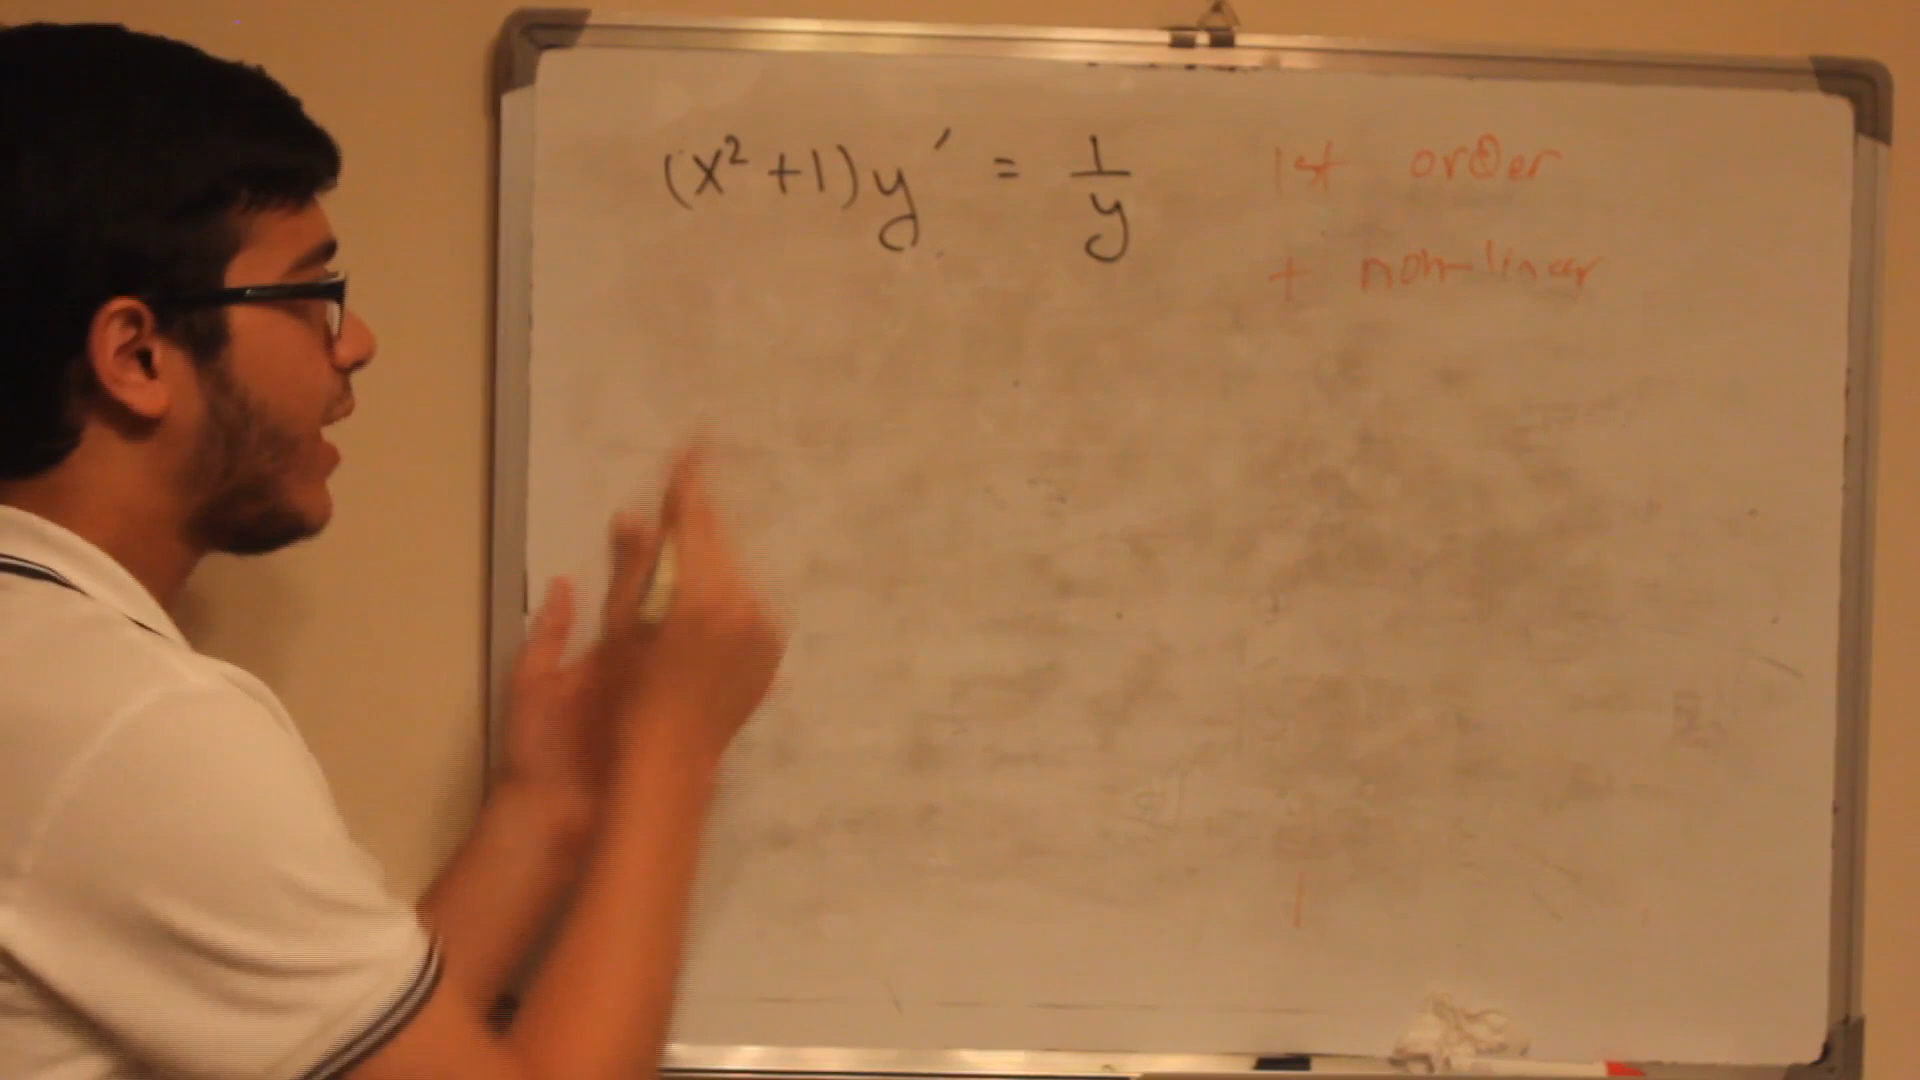 (x² + 1) y′ = 1/y
1st order
+ non-linear